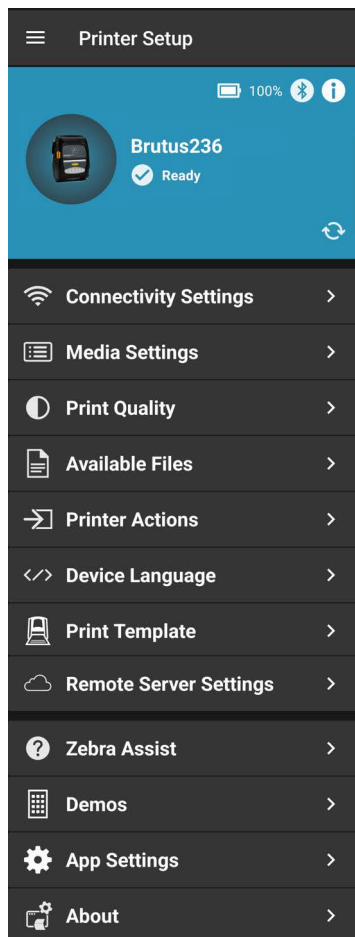 Printer Setup
100%
Brutus236
Ready
Connectivity Settings
Media Settings
Print Quality
Available Files
Printer Actions
Device Language
Print Template
Remote Server Settings
Zebra Assist
Demos
App Settings
About